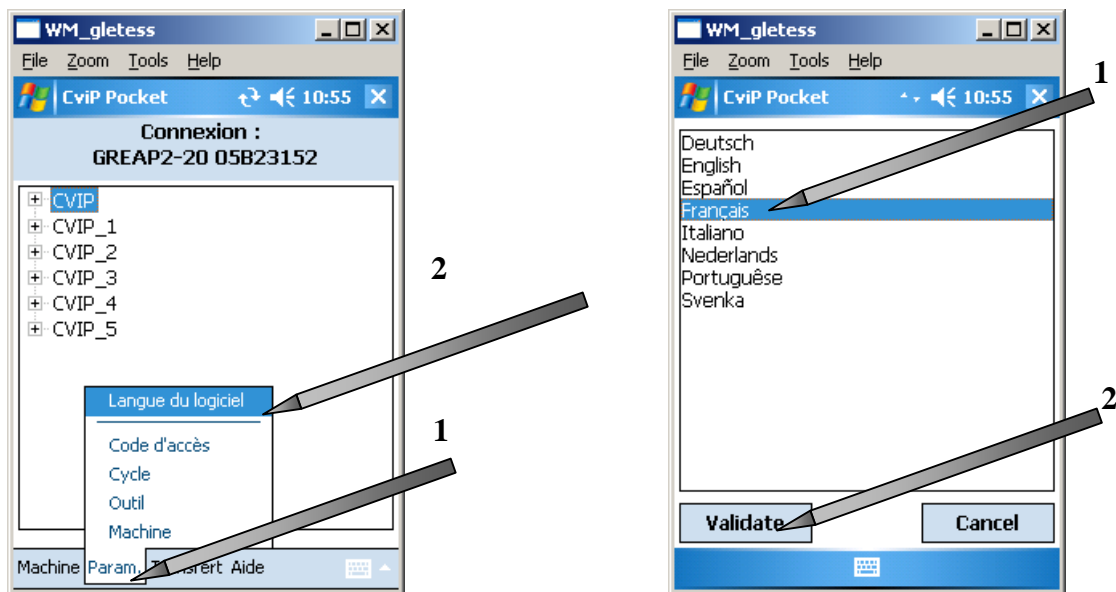 WM_gletess
File Zoom Tools Help
CviP Pocket 10:55
Connexion :
GREAP2-20 05B23152
CVIP
CVIP_1
CVIP_2
CVIP_3
CVIP_4
CVIP_5
Langue du logiciel
Code d'accès
Cycle
Outil
Machine
Machine Param. Transfert Aide
2
1
WM_gletess
File Zoom Tools Help
CviP Pocket 10:55
Deutsch
English
Español
Français
Italiano
Nederlands
Portuguêse
Svenka
Validate Cancel
1
2